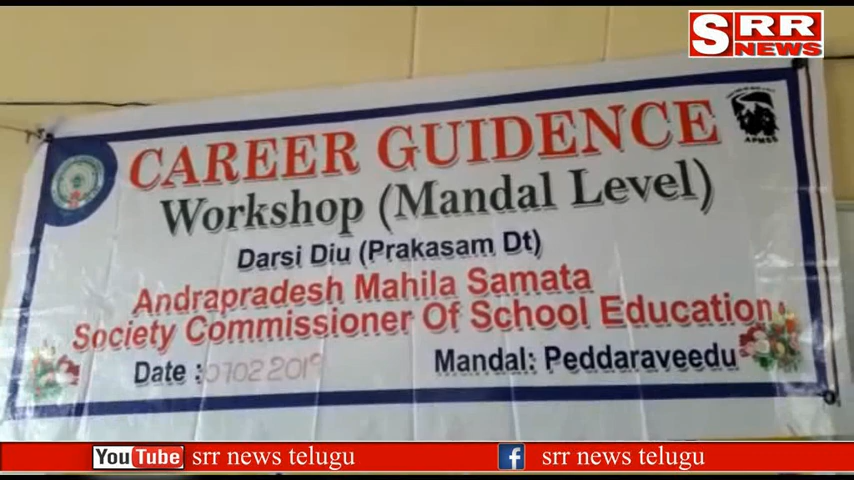 SRR
NEWS
CAREER GUIDENCE
APMSS
Workshop (Mandal Level)
Darsi Diu (Prakasam Dt)
Andrapradesh Mahila Samata
Society Commissioner Of School Education
Date : 07022019
Mandal: Peddaraveedu
YouTube srr news telugu
f srr news telugu